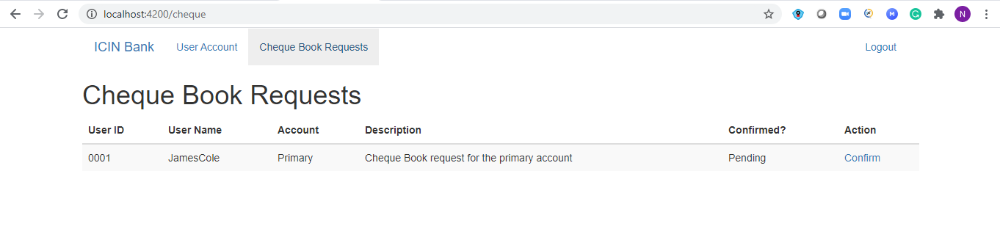 localhost:4200/cheque
M
G
N
ICIN Bank User Account Cheque Book Requests Logout
Cheque Book Requests
User ID User Name Account Description Confirmed? Action
0001 JamesCole Primary Cheque Book request for the primary account Pending Confirm